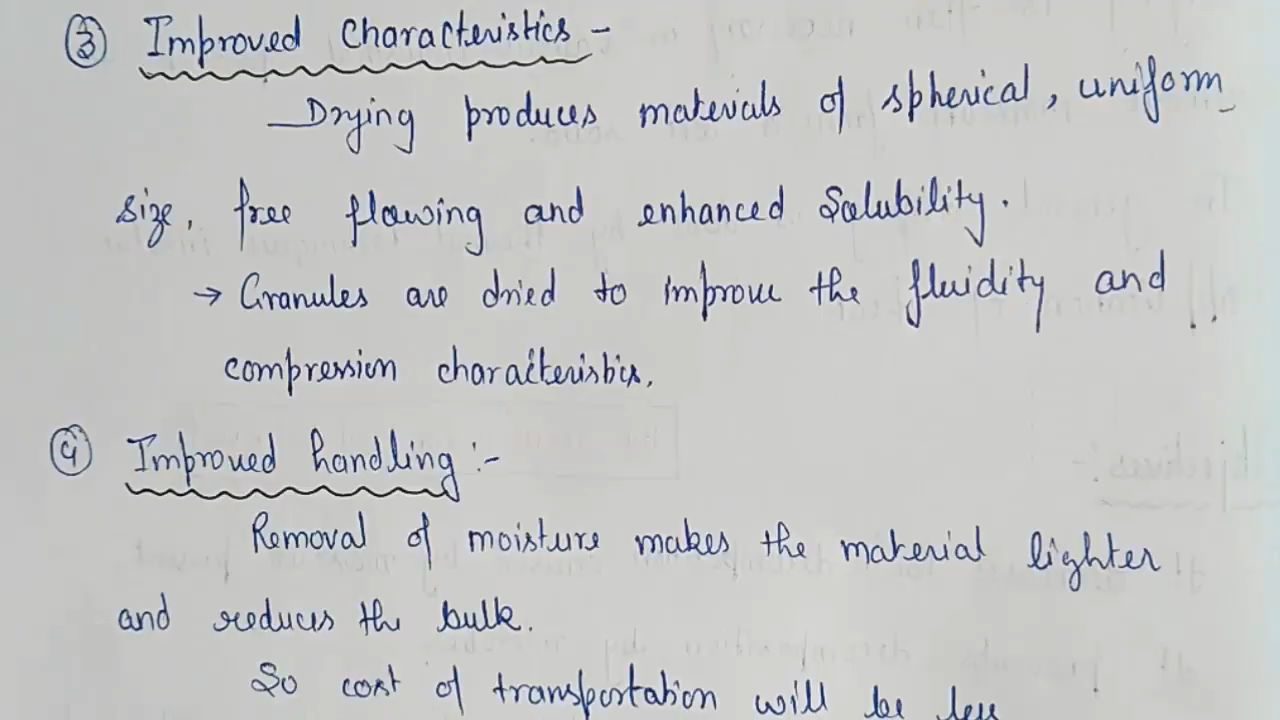 ③ Improved Characteristics -
Drying produces materials of spherical, uniform
size, free flowing and enhanced Solubility.
→ Granules are dried to improve the fluidity and
compression characteristics.
④ Improved handling :-
Removal of moisture makes the material lighter
and reduces the bulk.
So cost of transportation will be less